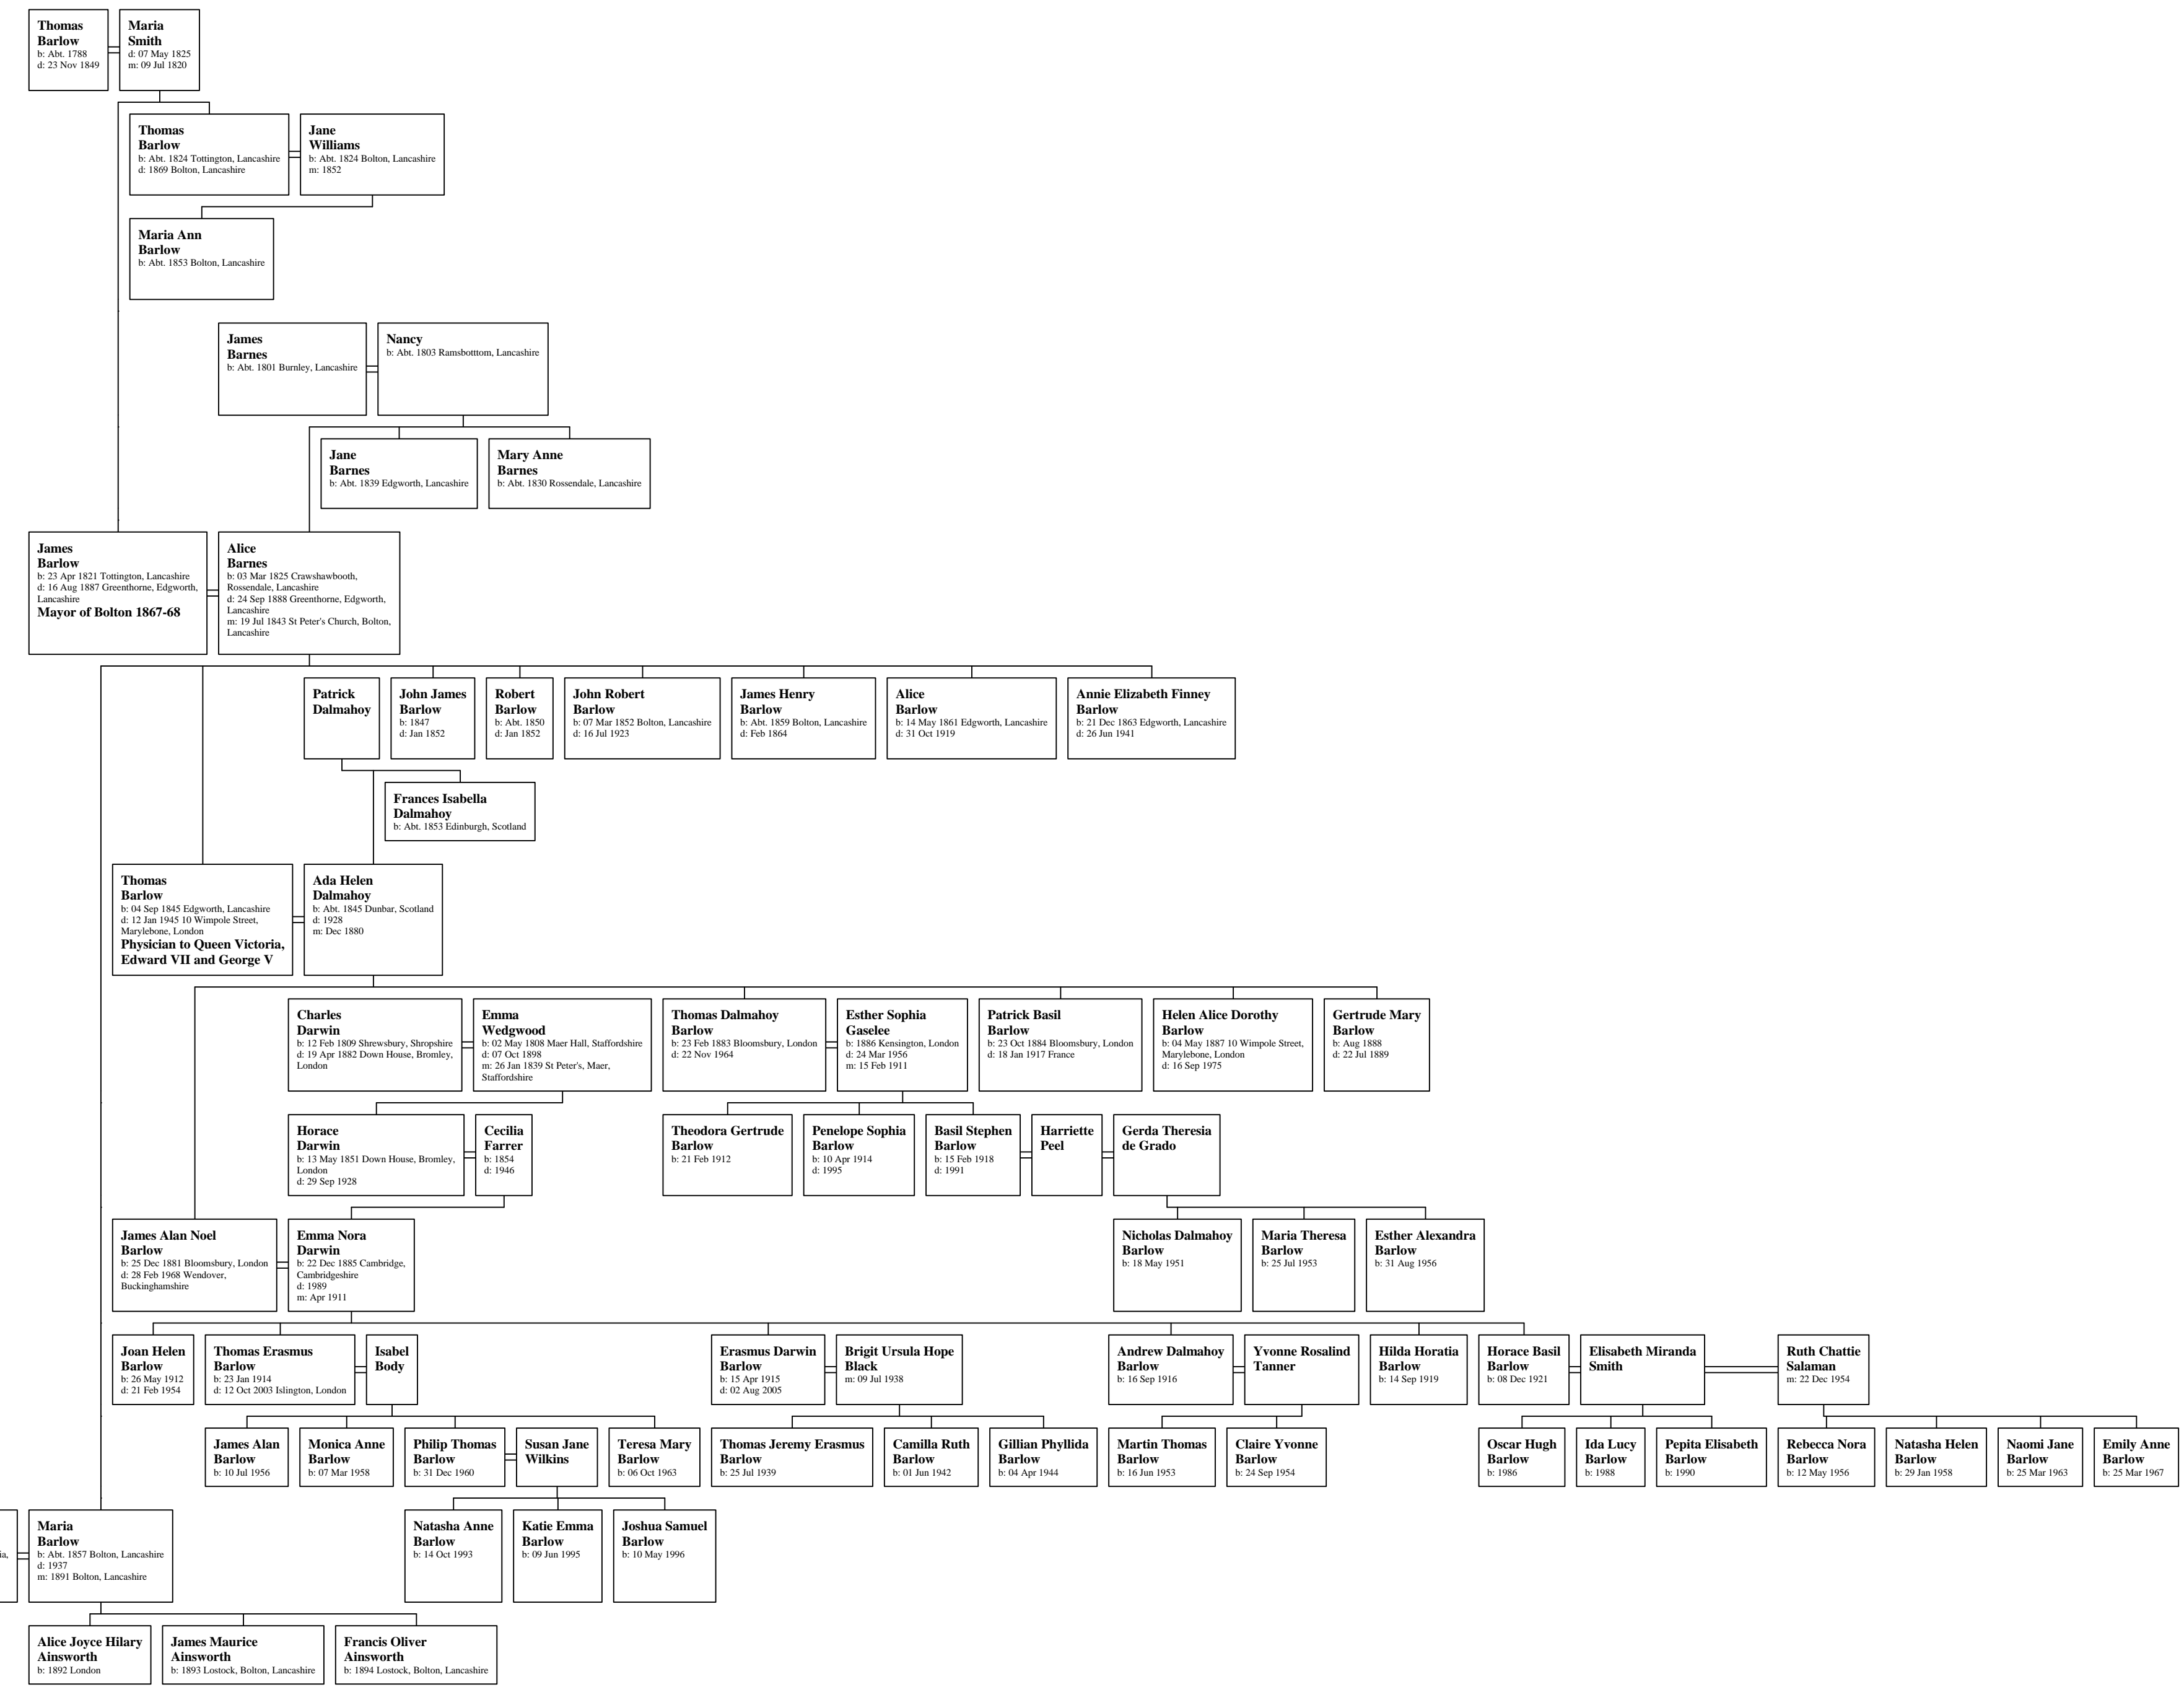 Thomas
Barlow
b: Abt. 1788
d: 23 Nov 1849
Maria
Smith
d: 07 May 1825
m: 09 Jul 1820
Thomas
Barlow
b: Abt. 1824 Tottington, Lancashire
d: 1869 Bolton, Lancashire
Jane
Williams
b: Abt. 1824 Bolton, Lancashire
m: 1852
Maria Ann
Barlow
b: Abt. 1853 Bolton, Lancashire
James
Barnes
b: Abt. 1801 Burnley, Lancashire
Nancy
b: Abt. 1803 Ramsbotttom, Lancashire
Jane
Barnes
b: Abt. 1839 Edgworth, Lancashire
Mary Anne
Barnes
b: Abt. 1830 Rossendale, Lancashire
James
Barlow
b: 23 Apr 1821 Tottington, Lancashire
d: 16 Aug 1887 Greenthorne, Edgworth,
Lancashire
Mayor of Bolton 1867-68
Alice
Barnes
b: 03 Mar 1825 Crawshawbooth,
Rossendale, Lancashire
d: 24 Sep 1888 Greenthorne, Edgworth,
Lancashire
m: 19 Jul 1843 St Peter's Church, Bolton,
Lancashire
Patrick
Dalmahoy
John James
Barlow
b: 1847
d: Jan 1852
Robert
Barlow
b: Abt. 1850
d: Jan 1852
John Robert
Barlow
b: 07 Mar 1852 Bolton, Lancashire
d: 16 Jul 1923
James Henry
Barlow
b: Abt. 1859 Bolton, Lancashire
d: Feb 1864
Alice
Barlow
b: 14 May 1861 Edgworth, Lancashire
d: 31 Oct 1919
Annie Elizabeth Finney
Barlow
b: 21 Dec 1863 Edgworth, Lancashire
d: 26 Jun 1941
Frances Isabella
Dalmahoy
b: Abt. 1853 Edinburgh, Scotland
Thomas
Barlow
b: 04 Sep 1845 Edgworth, Lancashire
d: 12 Jan 1945 10 Wimpole Street,
Marylebone, London
Physician to Queen Victoria,
Edward VII and George V
Ada Helen
Dalmahoy
b: Abt. 1845 Dunbar, Scotland
d: 1928
m: Dec 1880
Charles
Darwin
b: 12 Feb 1809 Shrewsbury, Shropshire
d: 19 Apr 1882 Down House, Bromley,
London
Emma
Wedgwood
b: 02 May 1808 Maer Hall, Staffordshire
d: 07 Oct 1898
m: 26 Jan 1839 St Peter's, Maer,
Staffordshire
Thomas Dalmahoy
Barlow
b: 23 Feb 1883 Bloomsbury, London
d: 22 Nov 1964
Esther Sophia
Gaselee
b: 1886 Kensington, London
d: 24 Mar 1956
m: 15 Feb 1911
Patrick Basil
Barlow
b: 23 Oct 1884 Bloomsbury, London
d: 18 Jan 1917 France
Helen Alice Dorothy
Barlow
b: 04 May 1887 10 Wimpole Street,
Marylebone, London
d: 16 Sep 1975
Gertrude Mary
Barlow
b: Aug 1888
d: 22 Jul 1889
Horace
Darwin
b: 13 May 1851 Down House, Bromley,
London
d: 29 Sep 1928
Cecilia
Farrer
b: 1854
d: 1946
Theodora Gertrude
Barlow
b: 21 Feb 1912
Penelope Sophia
Barlow
b: 10 Apr 1914
d: 1995
Basil Stephen
Barlow
b: 15 Feb 1918
d: 1991
Harriette
Peel
Gerda Theresia
de Grado
James Alan Noel
Barlow
b: 25 Dec 1881 Bloomsbury, London
d: 28 Feb 1968 Wendover,
Buckinghamshire
Emma Nora
Darwin
b: 22 Dec 1885 Cambridge,
Cambridgeshire
d: 1989
m: Apr 1911
Nicholas Dalmahoy
Barlow
b: 18 May 1951
Maria Theresa
Barlow
b: 25 Jul 1953
Esther Alexandra
Barlow
b: 31 Aug 1956
Joan Helen
Barlow
b: 26 May 1912
d: 21 Feb 1954
Thomas Erasmus
Barlow
b: 23 Jan 1914
d: 12 Oct 2003 Islington, London
Isabel
Body
Erasmus Darwin
Barlow
b: 15 Apr 1915
d: 02 Aug 2005
Brigit Ursula Hope
Black
m: 09 Jul 1938
Andrew Dalmahoy
Barlow
b: 16 Sep 1916
Yvonne Rosalind
Tanner
Hilda Horatia
Barlow
b: 14 Sep 1919
Horace Basil
Barlow
b: 08 Dec 1921
Elisabeth Miranda
Smith
Ruth Chattie
Salaman
m: 22 Dec 1954
James Alan
Barlow
b: 10 Jul 1956
Monica Anne
Barlow
b: 07 Mar 1958
Philip Thomas
Barlow
b: 31 Dec 1960
Susan Jane
Wilkins
Teresa Mary
Barlow
b: 06 Oct 1963
Thomas Jeremy Erasmus
Barlow
b: 25 Jul 1939
Camilla Ruth
Barlow
b: 01 Jun 1942
Gillian Phyllida
Barlow
b: 04 Apr 1944
Martin Thomas
Barlow
b: 16 Jun 1953
Claire Yvonne
Barlow
b: 24 Sep 1954
Oscar Hugh
Barlow
b: 1986
Ida Lucy
Barlow
b: 1988
Pepita Elisabeth
Barlow
b: 1990
Rebecca Nora
Barlow
b: 12 May 1956
Natasha Helen
Barlow
b: 29 Jan 1958
Naomi Jane
Barlow
b: 25 Mar 1963
Emily Anne
Barlow
b: 25 Mar 1967
ia,
Maria
Barlow
b: Abt. 1857 Bolton, Lancashire
d: 1937
m: 1891 Bolton, Lancashire
Natasha Anne
Barlow
b: 14 Oct 1993
Katie Emma
Barlow
b: 09 Jun 1995
Joshua Samuel
Barlow
b: 10 May 1996
Alice Joyce Hilary
Ainsworth
b: 1892 London
James Maurice
Ainsworth
b: 1893 Lostock, Bolton, Lancashire
Francis Oliver
Ainsworth
b: 1894 Lostock, Bolton, Lancashire